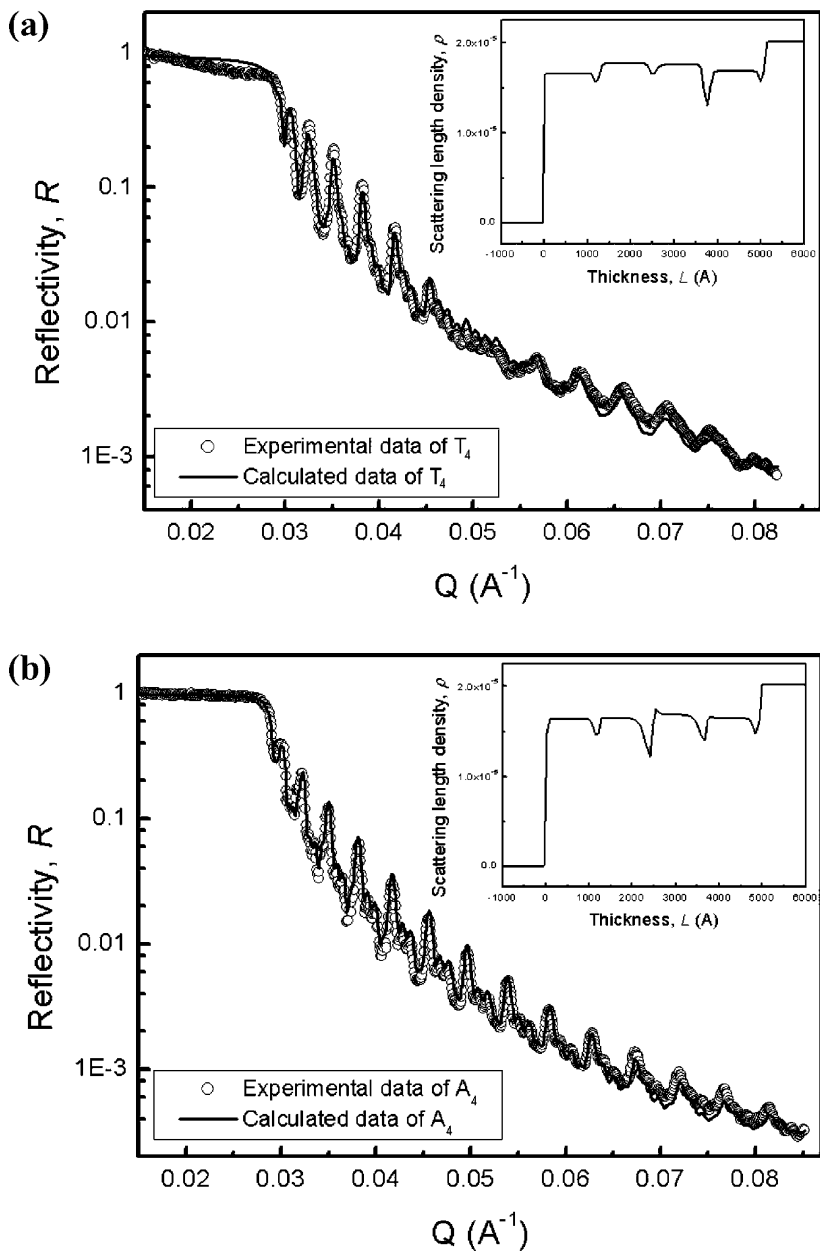 (a)
1
0.1
0.01
1E-3
Reflectivity, R
0.02 0.03 0.04 0.05 0.06 0.07 0.08
Q (A⁻¹)
Experimental data of T₄
Calculated data of T₄
Scattering length density, ρ
2.0x10⁻⁵
1.0x10⁻⁵
0.0
-1000 0 1000 2000 3000 4000 5000 6000
Thickness, L (A)
(b)
1
0.1
0.01
1E-3
Reflectivity, R
0.02 0.03 0.04 0.05 0.06 0.07 0.08
Q (A⁻¹)
Experimental data of A₄
Calculated data of A₄
Scattering length density, ρ
2.0x10⁻⁵
1.0x10⁻⁵
0.0
-1000 0 1000 2000 3000 4000 5000 6000
Thickness, L (A)